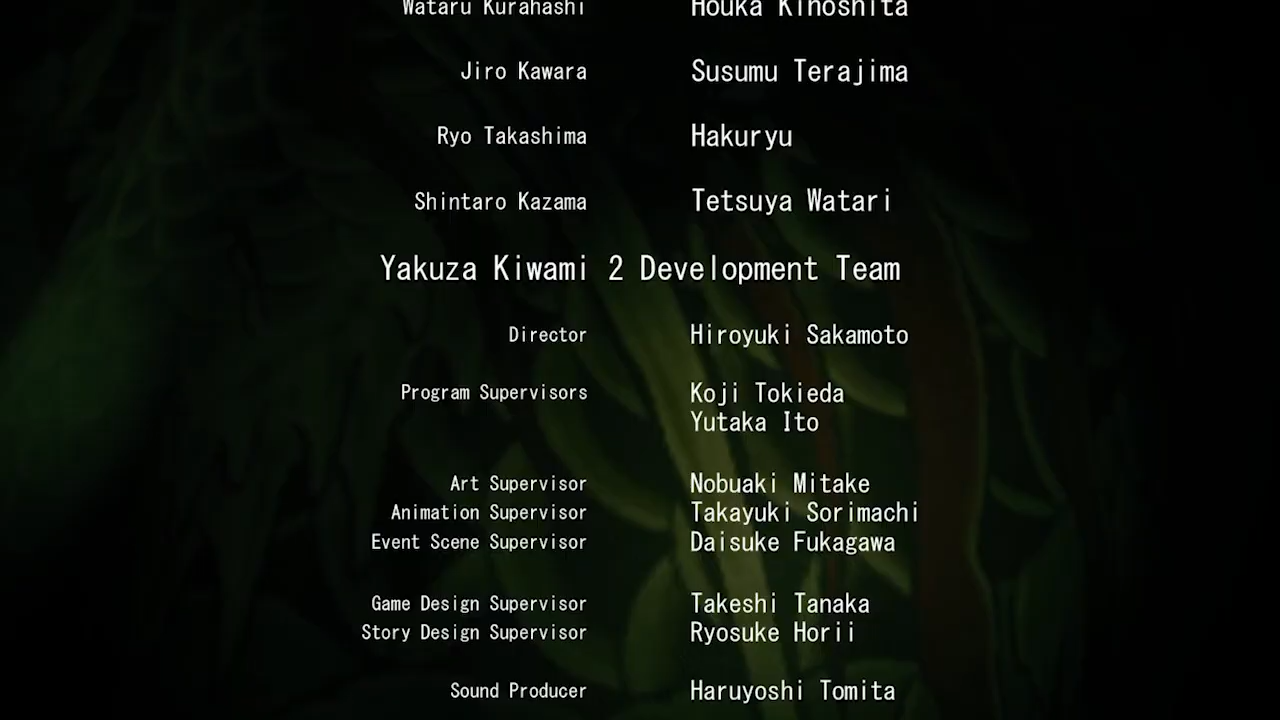 Wataru Kurahashi Houka Kinoshita
Jiro Kawara Susumu Terajima
Ryo Takashima Hakuryu
Shintaro Kazama Tetsuya Watari
Yakuza Kiwami 2 Development Team
Director Hiroyuki Sakamoto
Program Supervisors Koji Tokieda
Yutaka Ito
Art Supervisor Nobuaki Mitake
Animation Supervisor Takayuki Sorimachi
Event Scene Supervisor Daisuke Fukagawa
Game Design Supervisor Takeshi Tanaka
Story Design Supervisor Ryosuke Horii
Sound Producer Haruyoshi Tomita